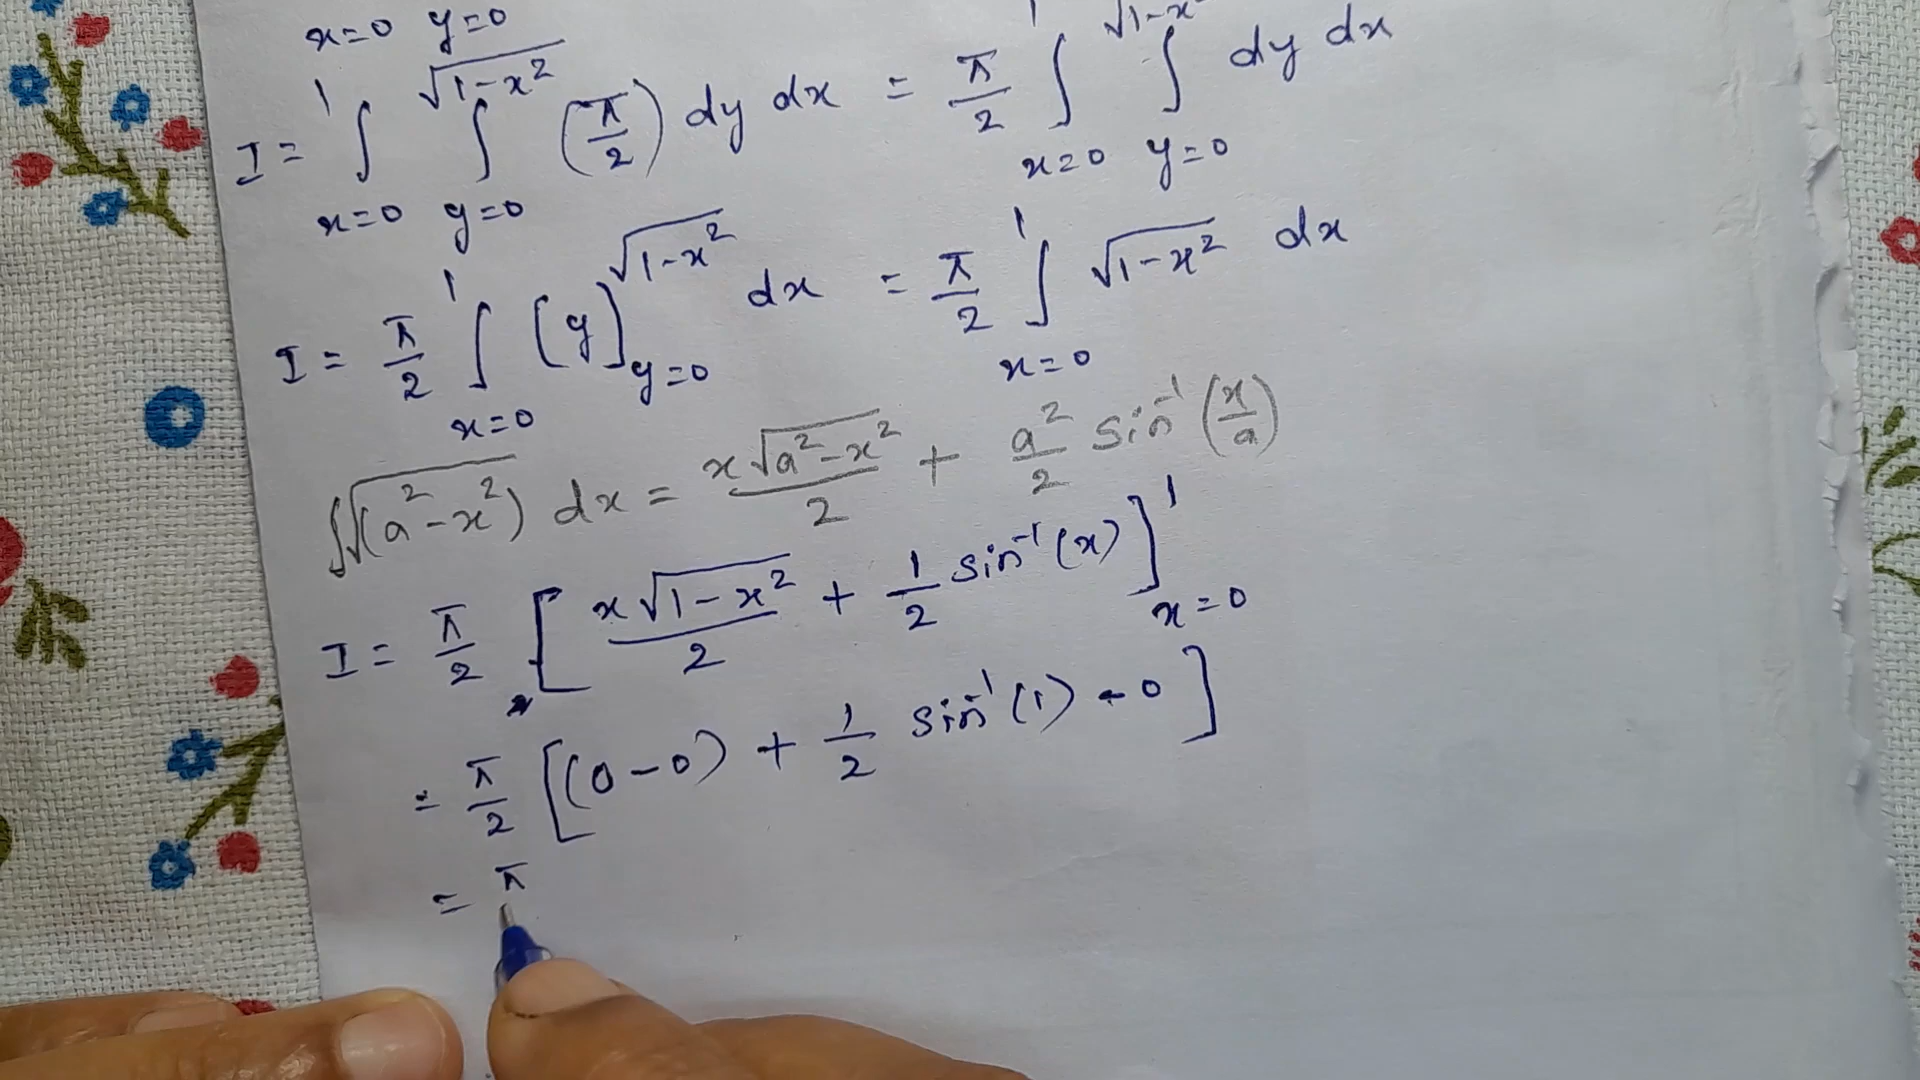 x=0 y=0
I = ∫_{x=0}^{1} ∫_{y=0}^{√(1-x²)} (π/2) dy dx = π/2 ∫_{x=0}^{1} ∫_{y=0}^{√(1-x²)} dy dx
I = π/2 ∫_{x=0}^{1} [y]_{y=0}^{√(1-x²)} dx = π/2 ∫_{x=0}^{1} √(1-x²) dx
∫√(a²-x²) dx = x√(a²-x²)/2 + a²/2 sin⁻¹(x/a)
I = π/2 [x√(1-x²)/2 + 1/2 sin⁻¹(x)]_{x=0}^{1}
= π/2 [(0-0) + 1/2 sin⁻¹(1) - 0]
= π